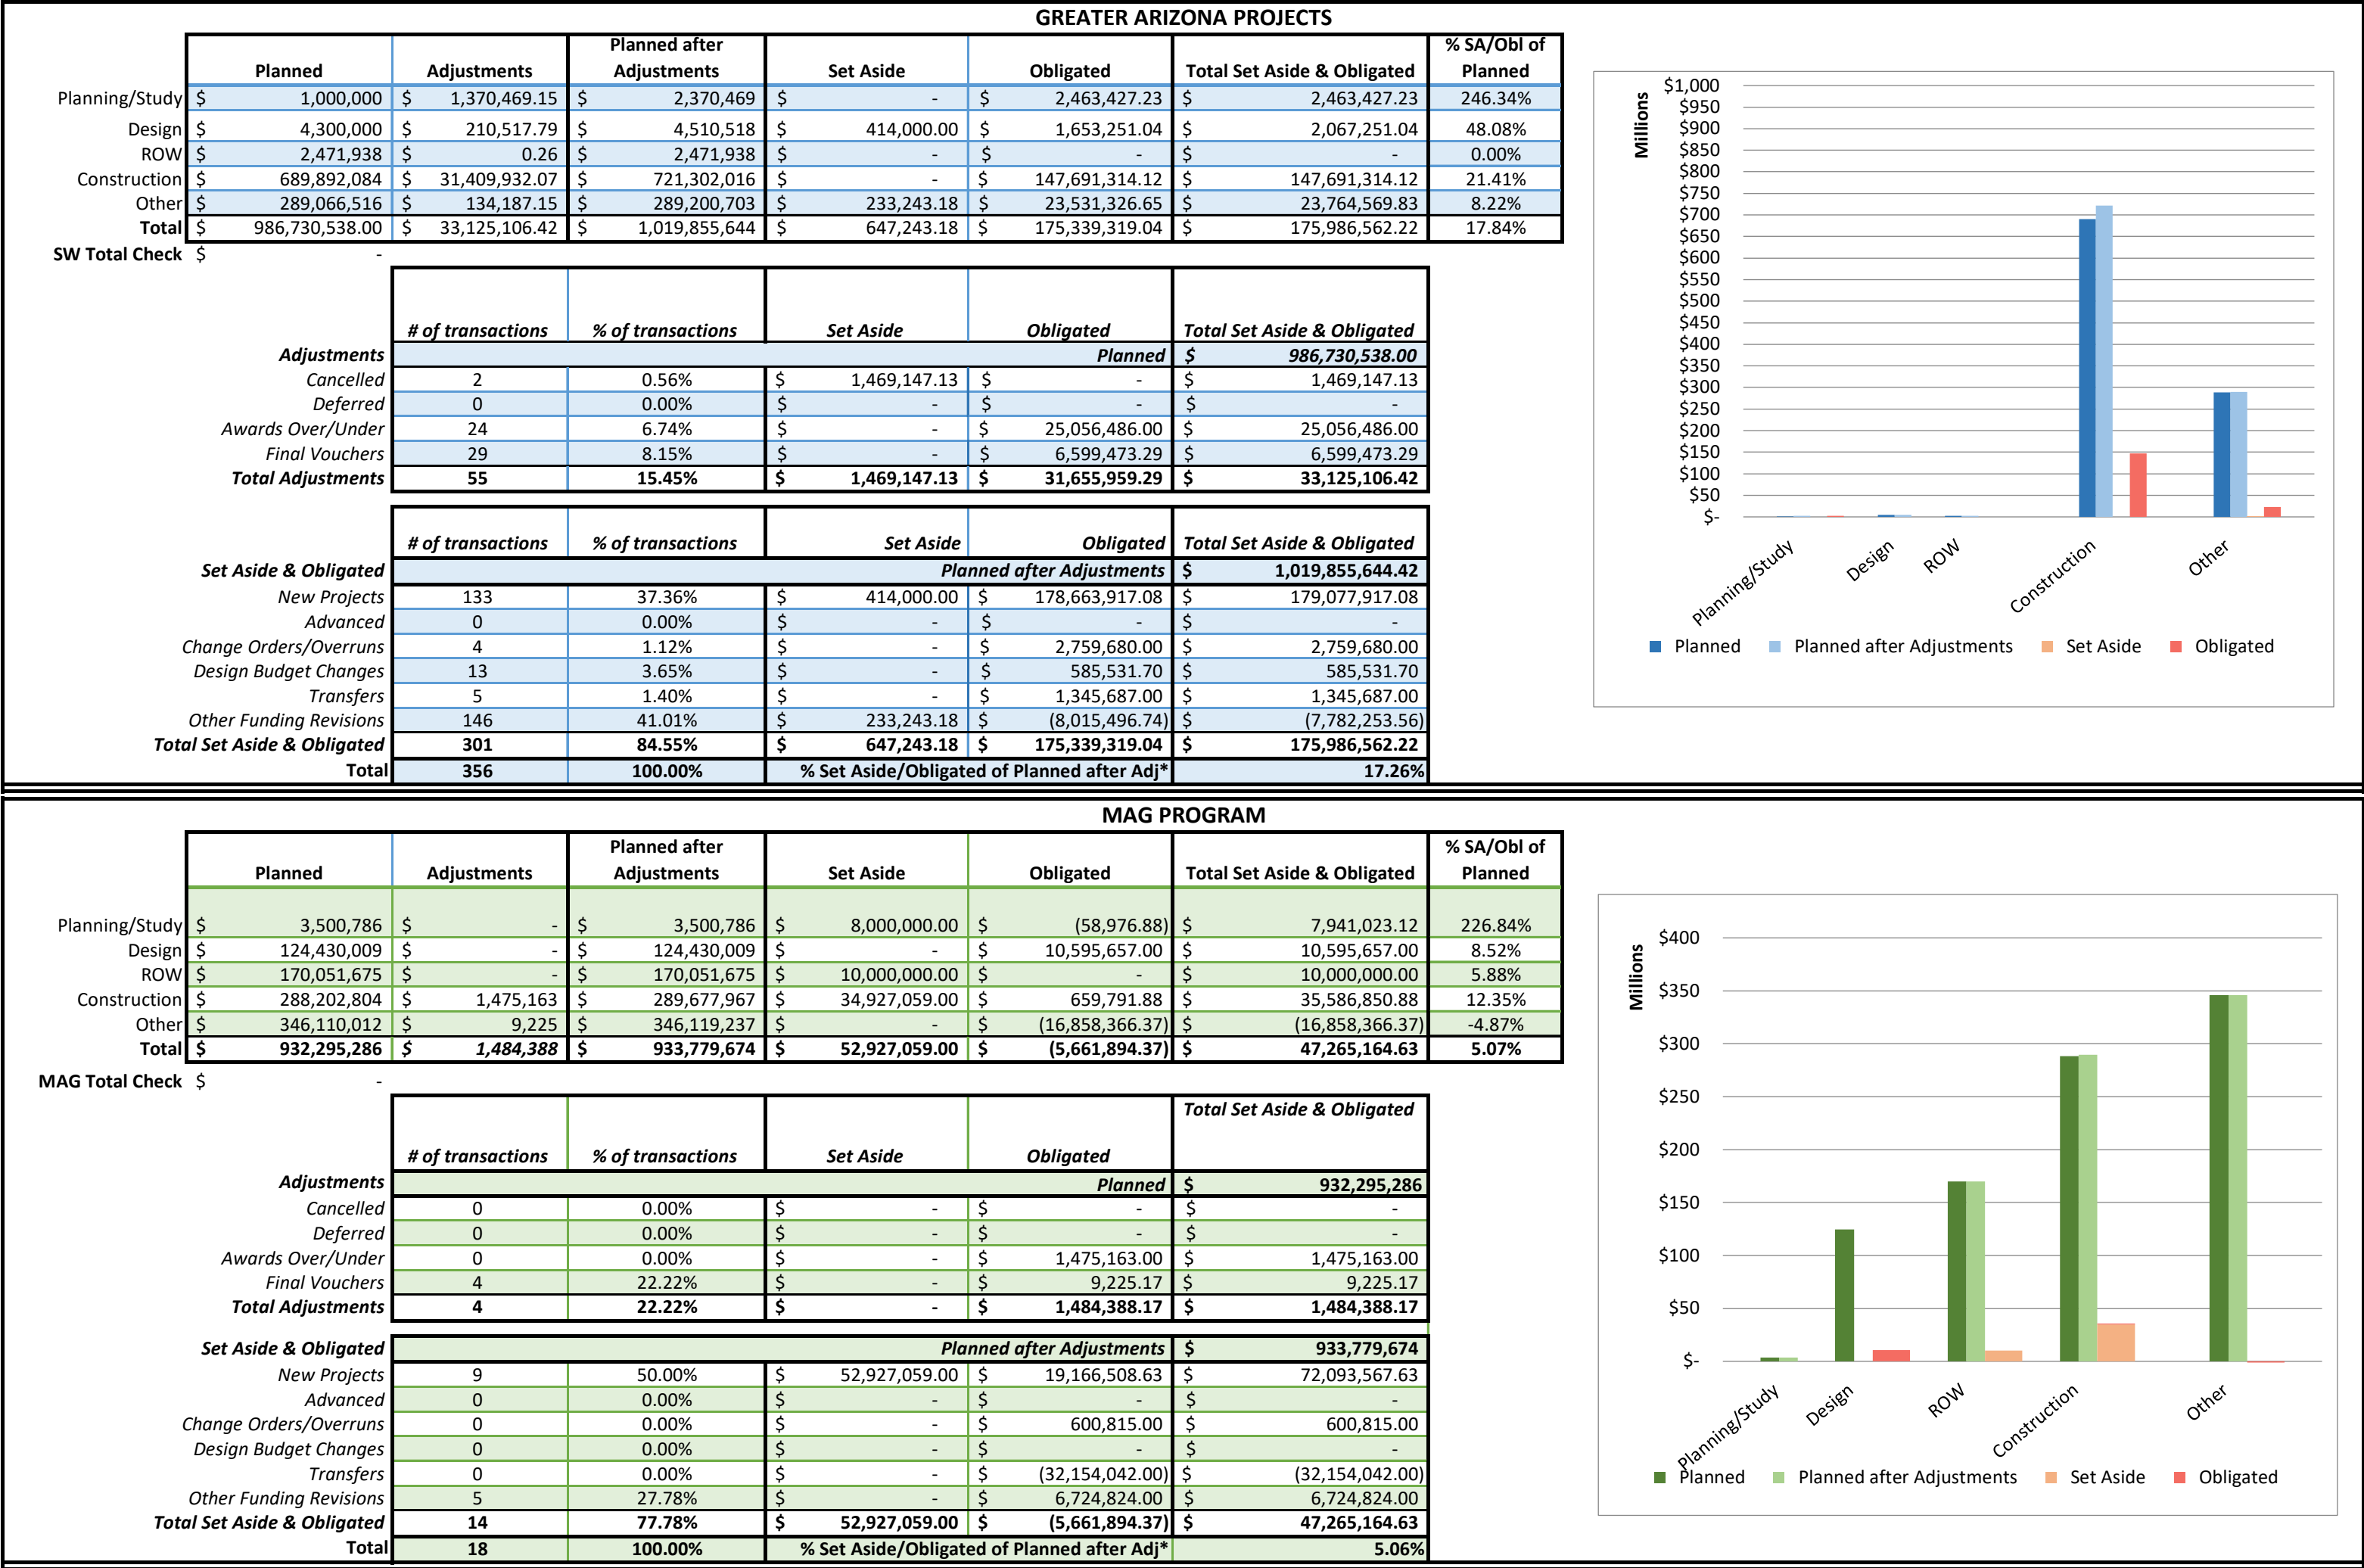 GREATER ARIZONA PROJECTS
Planned Adjustments Planned after Adjustments Set Aside Obligated Total Set Aside & Obligated % SA/Obl of Planned
Planning/Study $ 1,000,000 $ 1,370,469.15 $ 2,370,469 $ - $ 2,463,427.23 $ 2,463,427.23 246.34%
Design $ 4,300,000 $ 210,517.79 $ 4,510,518 $ 414,000.00 $ 1,653,251.04 $ 2,067,251.04 48.08%
ROW $ 2,471,938 $ 0.26 $ 2,471,938 $ - $ - $ - 0.00%
Construction $ 689,892,084 $ 31,409,932.07 $ 721,302,016 $ - $ 147,691,314.12 $ 147,691,314.12 21.41%
Other $ 289,066,516 $ 134,187.15 $ 289,200,703 $ 233,243.18 $ 23,531,326.65 $ 23,764,569.83 8.22%
Total $ 986,730,538.00 $ 33,125,106.42 $ 1,019,855,644 $ 647,243.18 $ 175,339,319.04 $ 175,986,562.22 17.84%
SW Total Check $ -
# of transactions % of transactions Set Aside Obligated Total Set Aside & Obligated
Adjustments Planned $ 986,730,538.00
Cancelled 2 0.56% $ 1,469,147.13 $ - $ 1,469,147.13
Deferred 0 0.00% $ - $ - $ -
Awards Over/Under 24 6.74% $ - $ 25,056,486.00 $ 25,056,486.00
Final Vouchers 29 8.15% $ - $ 6,599,473.29 $ 6,599,473.29
Total Adjustments 55 15.45% $ 1,469,147.13 $ 31,655,959.29 $ 33,125,106.42
# of transactions % of transactions Set Aside Obligated Total Set Aside & Obligated
Set Aside & Obligated Planned after Adjustments $ 1,019,855,644.42
New Projects 133 37.36% $ 414,000.00 $ 178,663,917.08 $ 179,077,917.08
Advanced 0 0.00% $ - $ - $ -
Change Orders/Overruns 4 1.12% $ - $ 2,759,680.00 $ 2,759,680.00
Design Budget Changes 13 3.65% $ - $ 585,531.70 $ 585,531.70
Transfers 5 1.40% $ - $ 1,345,687.00 $ 1,345,687.00
Other Funding Revisions 146 41.01% $ 233,243.18 $ (8,015,496.74) $ (7,782,253.56)
Total Set Aside & Obligated 301 84.55% $ 647,243.18 $ 175,339,319.04 $ 175,986,562.22
Total 356 100.00% % Set Aside/Obligated of Planned after Adj* 17.26%
Millions
$1,000
$950
$900
$850
$800
$750
$700
$650
$600
$550
$500
$450
$400
$350
$300
$250
$200
$150
$100
$50
$-
Planning/Study Design ROW Construction Other
Planned Planned after Adjustments Set Aside Obligated
MAG PROGRAM
Planned Adjustments Planned after Adjustments Set Aside Obligated Total Set Aside & Obligated % SA/Obl of Planned
Planning/Study $ 3,500,786 $ - $ 3,500,786 $ 8,000,000.00 $ (58,976.88) $ 7,941,023.12 226.84%
Design $ 124,430,009 $ - $ 124,430,009 $ - $ 10,595,657.00 $ 10,595,657.00 8.52%
ROW $ 170,051,675 $ - $ 170,051,675 $ 10,000,000.00 $ - $ 10,000,000.00 5.88%
Construction $ 288,202,804 $ 1,475,163 $ 289,677,967 $ 34,927,059.00 $ 659,791.88 $ 35,586,850.88 12.35%
Other $ 346,110,012 $ 9,225 $ 346,119,237 $ - $ (16,858,366.37) $ (16,858,366.37) -4.87%
Total $ 932,295,286 $ 1,484,388 $ 933,779,674 $ 52,927,059.00 $ (5,661,894.37) $ 47,265,164.63 5.07%
MAG Total Check $ -
# of transactions % of transactions Set Aside Obligated Total Set Aside & Obligated
Adjustments Planned $ 932,295,286
Cancelled 0 0.00% $ - $ - $ -
Deferred 0 0.00% $ - $ - $ -
Awards Over/Under 0 0.00% $ - $ 1,475,163.00 $ 1,475,163.00
Final Vouchers 4 22.22% $ - $ 9,225.17 $ 9,225.17
Total Adjustments 4 22.22% $ - $ 1,484,388.17 $ 1,484,388.17
Set Aside & Obligated Planned after Adjustments $ 933,779,674
New Projects 9 50.00% $ 52,927,059.00 $ 19,166,508.63 $ 72,093,567.63
Advanced 0 0.00% $ - $ - $ -
Change Orders/Overruns 0 0.00% $ - $ 600,815.00 $ 600,815.00
Design Budget Changes 0 0.00% $ - $ - $ -
Transfers 0 0.00% $ - $ (32,154,042.00) $ (32,154,042.00)
Other Funding Revisions 5 27.78% $ - $ 6,724,824.00 $ 6,724,824.00
Total Set Aside & Obligated 14 77.78% $ 52,927,059.00 $ (5,661,894.37) $ 47,265,164.63
Total 18 100.00% % Set Aside/Obligated of Planned after Adj* 5.06%
Millions
$400
$350
$300
$250
$200
$150
$100
$50
$-
Planning/Study Design ROW Construction Other
Planned Planned after Adjustments Set Aside Obligated